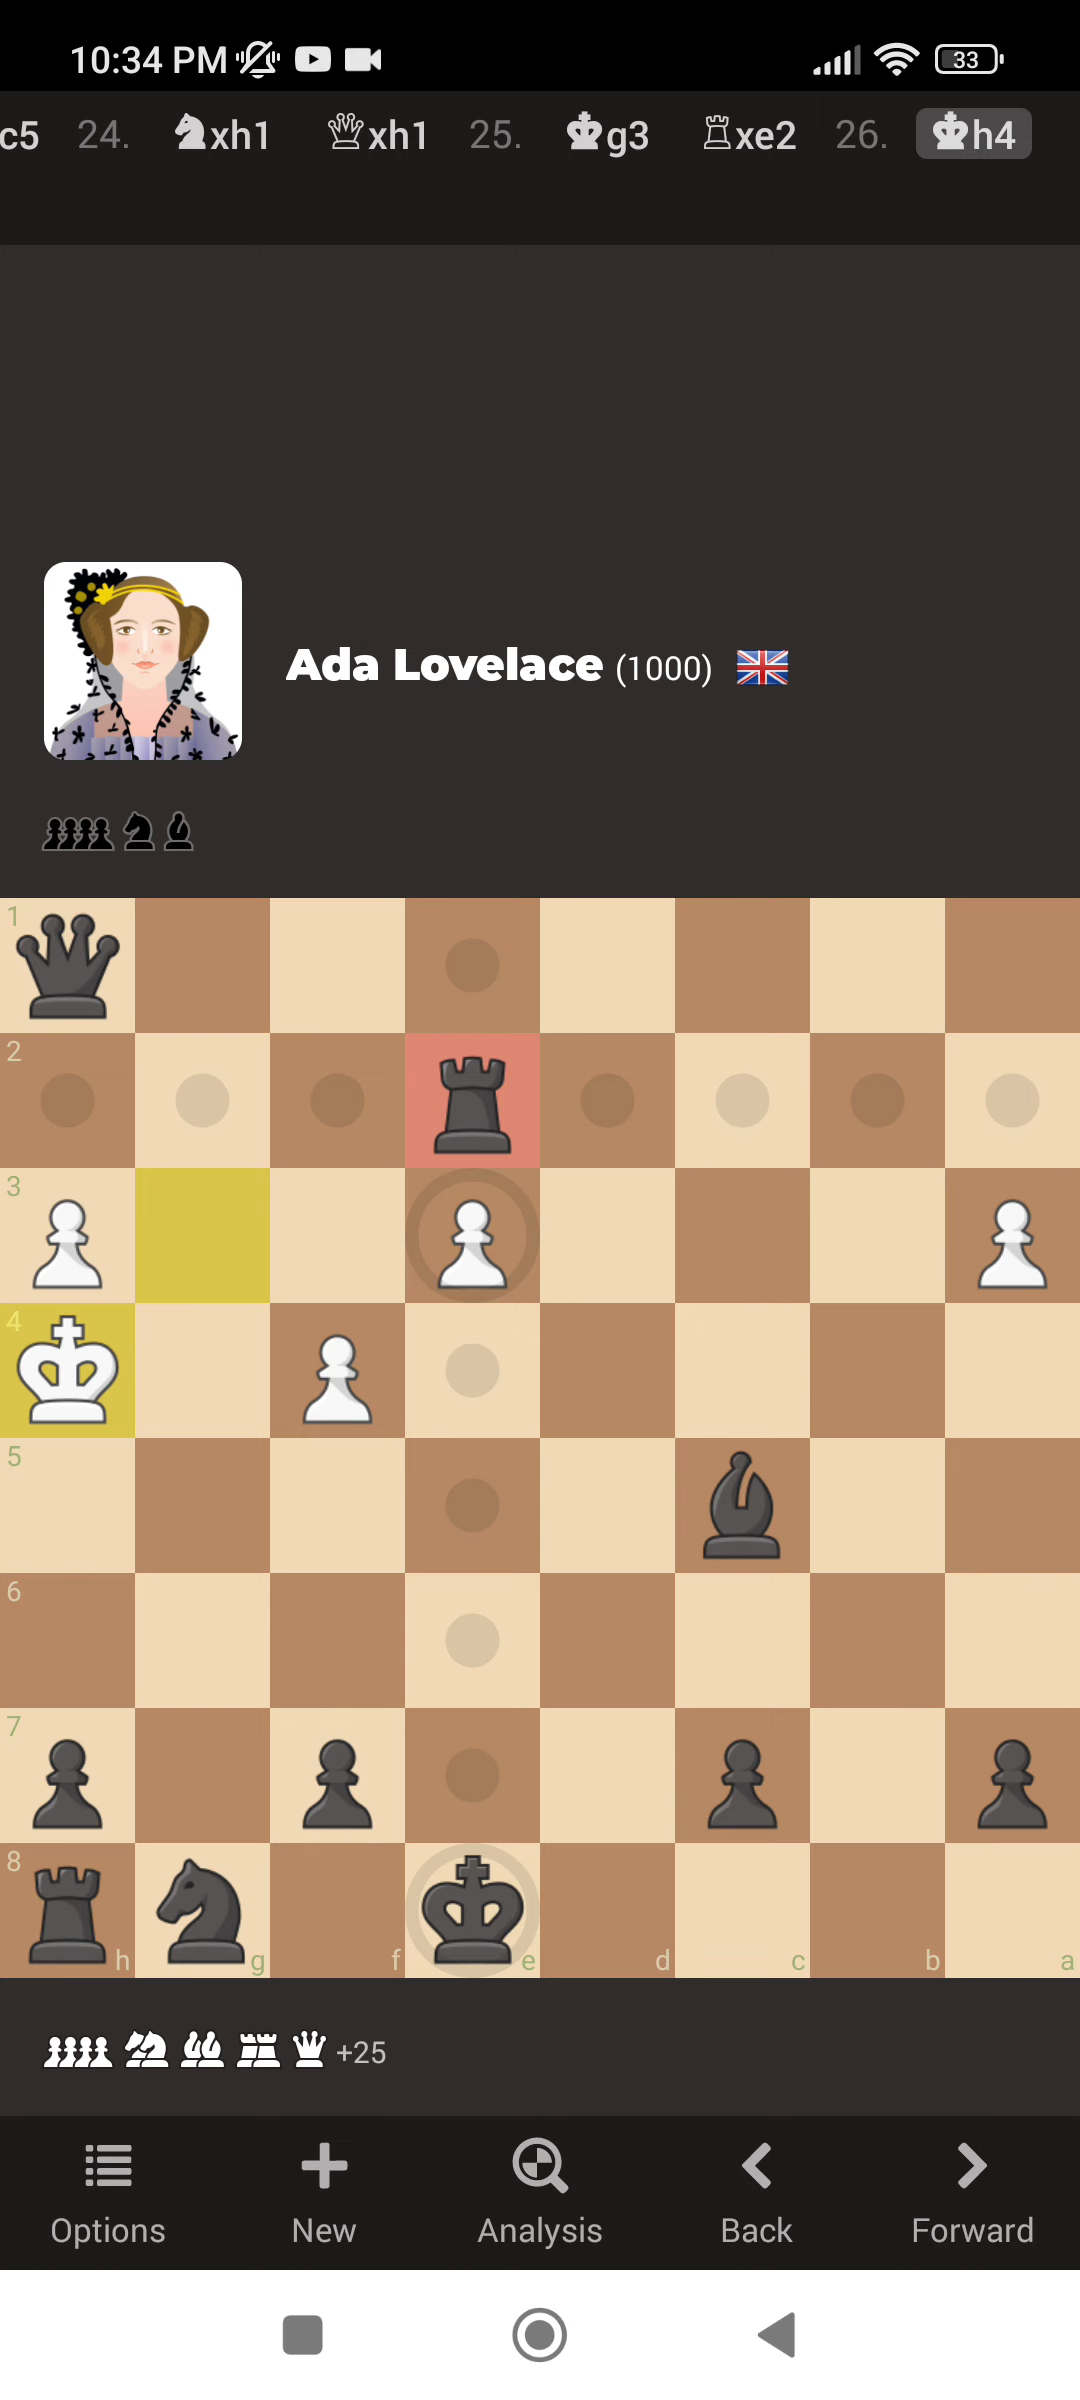 10:34 PM 33
c5 24. xh1 xh1 25. g3 xe2 26. h4
Ada Lovelace (1000)
1
2
3
4
5
6
7
8
h g f e d c b a
+25
Options New Analysis Back Forward